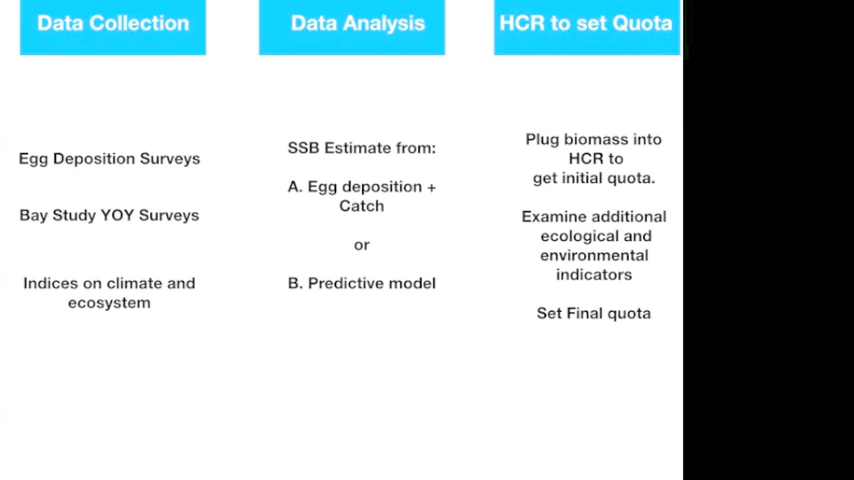 Data Collection
Data Analysis
HCR to set Quota
Egg Deposition Surveys
Bay Study YOY Surveys
Indices on climate and
ecosystem
SSB Estimate from:
A. Egg deposition +
Catch
or
B. Predictive model
Plug biomass into
HCR to
get initial quota.
Examine additional
ecological and
environmental
indicators
Set Final quota